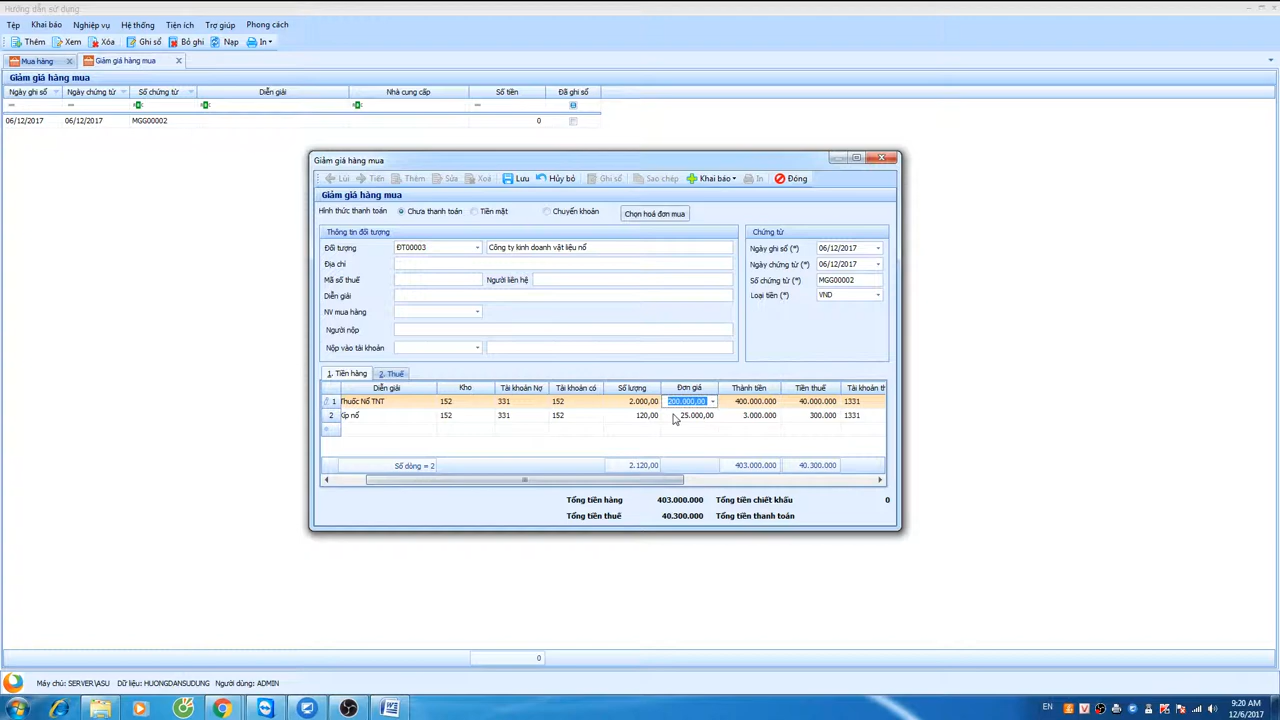 Hướng dẫn sử dụng
Tệp Khai báo Nghiệp vụ Hệ thống Tiện ích Trợ giúp Phong cách
Thêm Xem Xóa Ghi sổ Bỏ ghi Nạp In
Mua hàng Giảm giá hàng mua
Giảm giá hàng mua
Ngày ghi sổ Ngày chứng từ Số chứng từ Diễn giải Nhà cung cấp Số tiền Đã ghi sổ
06/12/2017 06/12/2017 MGG00002 0
Giảm giá hàng mua
Lùi Tiến Thêm Sửa Xoá Lưu Hủy bỏ Ghi sổ Sao chép Khai báo In Đóng
Giảm giá hàng mua
Hình thức thanh toán Chưa thanh toán Tiền mặt Chuyển khoản Chọn hoá đơn mua
Thông tin đối tượng Chứng từ
Đối tượng ĐT00003 Công ty kinh doanh vật liệu nổ Ngày ghi sổ (*) 06/12/2017
Địa chỉ Ngày chứng từ (*) 06/12/2017
Mã số thuế Người liên hệ Số chứng từ (*) MGG00002
Diễn giải Loại tiền (*) VND
NV mua hàng
Người nộp
Nộp vào tài khoản
1. Tiền hàng 2. Thuế
Diễn giải Kho Tài khoản Nợ Tài khoản có Số lượng Đơn giá Thành tiền Tiền thuế Tài khoản th
1 Thuốc Nổ TNT 152 331 152 2.000,00 200.000,00 400.000.000 40.000.000 1331
2 Kíp nổ 152 331 152 120,00 25.000,00 3.000.000 300.000 1331
Số dòng = 2 2.120,00 403.000.000 40.300.000
Tổng tiền hàng 403.000.000 Tổng tiền chiết khấu 0
Tổng tiền thuế 40.300.000 Tổng tiền thanh toán
0
Máy chủ: SERVER\ASU Dữ liệu: HUONGDANSUDUNG Người dùng: ADMIN
EN 9:20 AM
12/6/2017